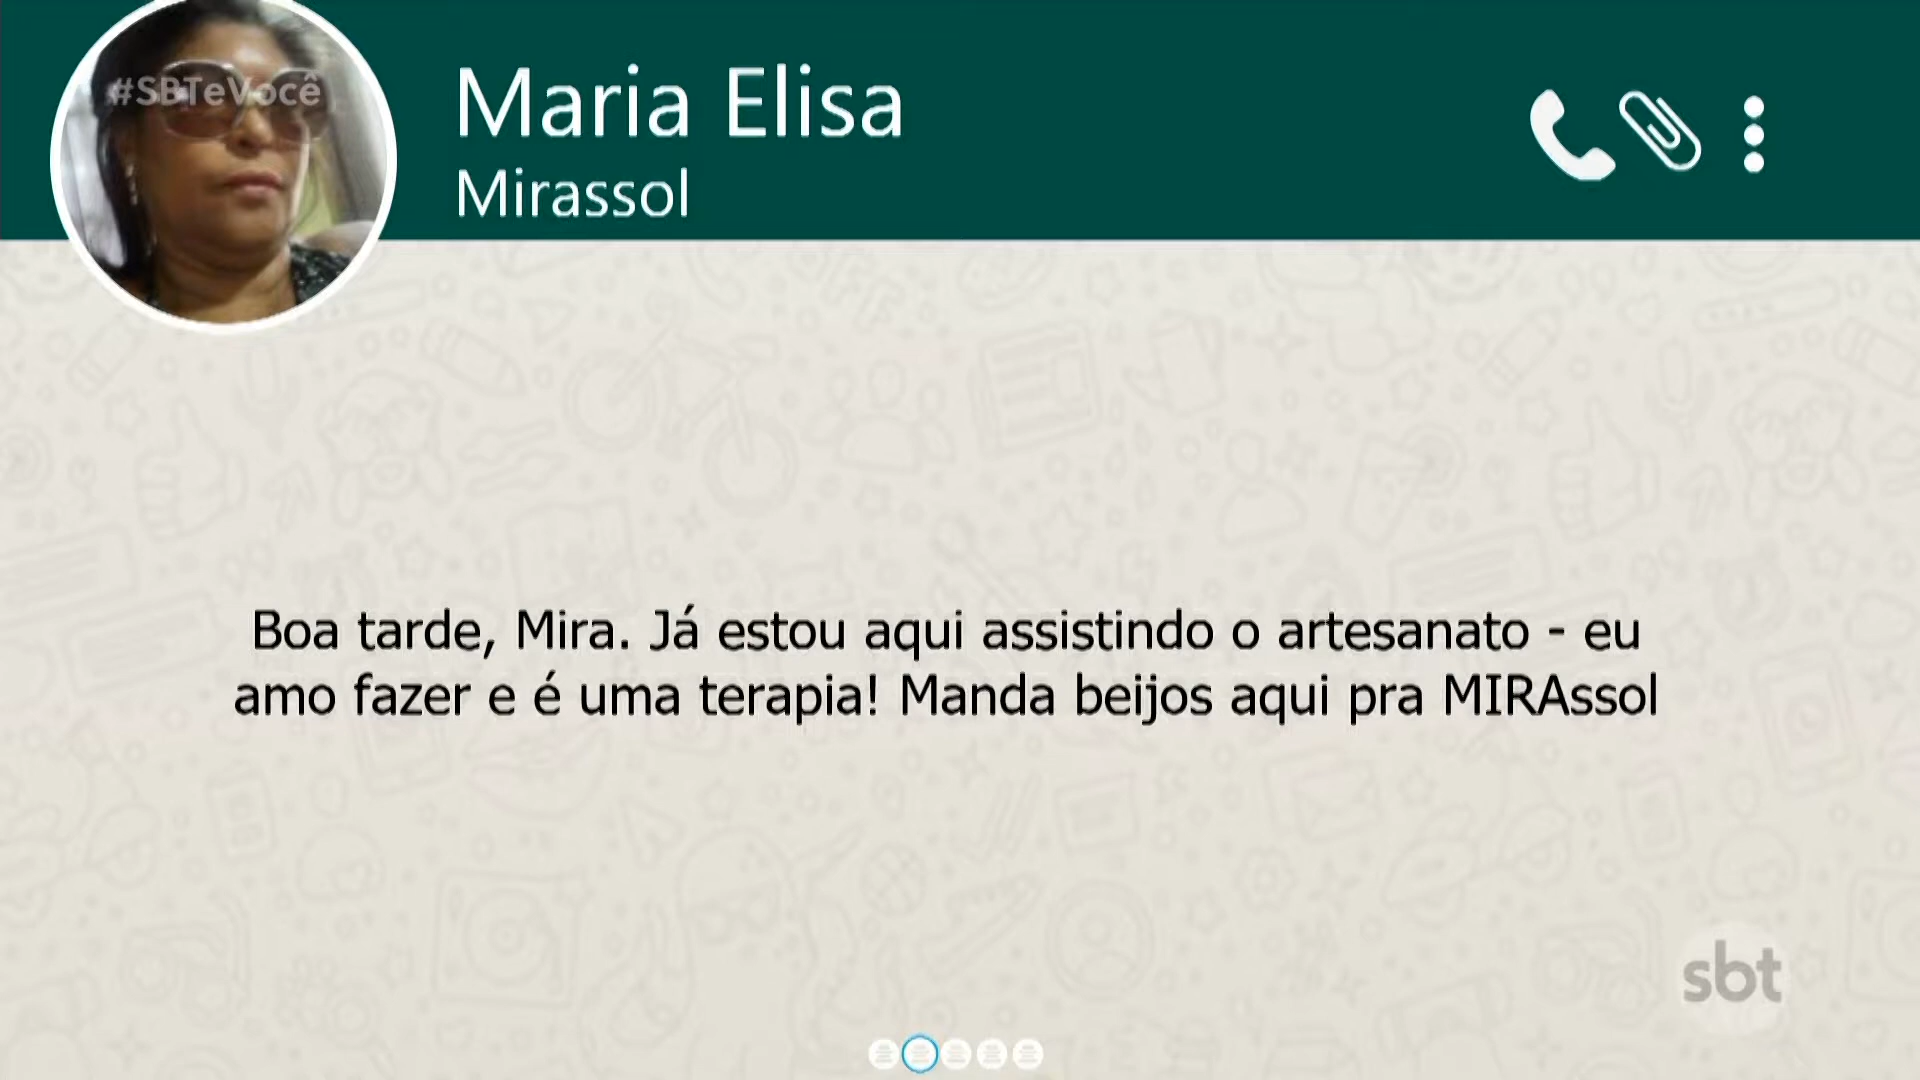 #SBTeVocê
Maria Elisa
Mirassol
Boa tarde, Mira. Já estou aqui assistindo o artesanato - eu
amo fazer e é uma terapia! Manda beijos aqui pra MIRAssol
sbt